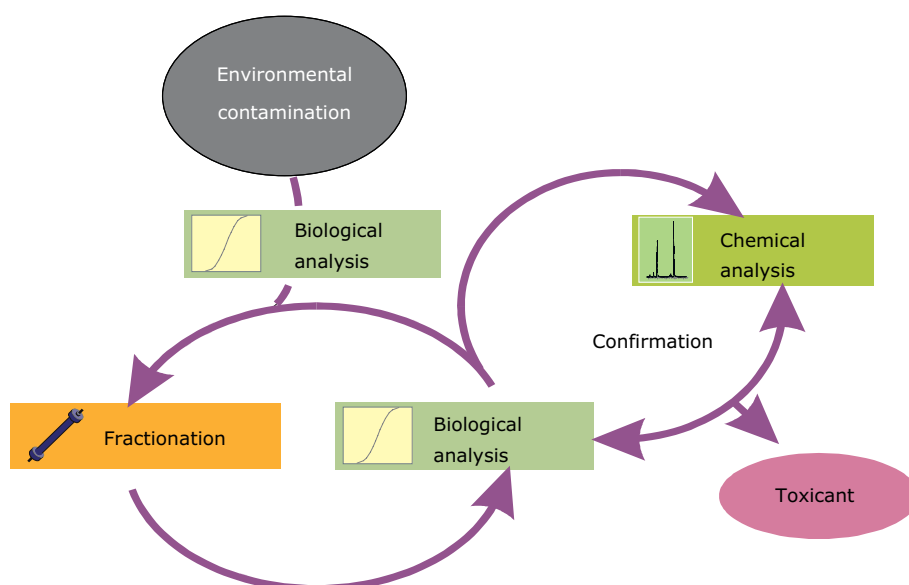 Environmental
contamination
Biological
analysis
Chemical
analysis
Confirmation
Fractionation
Biological
analysis
Toxicant